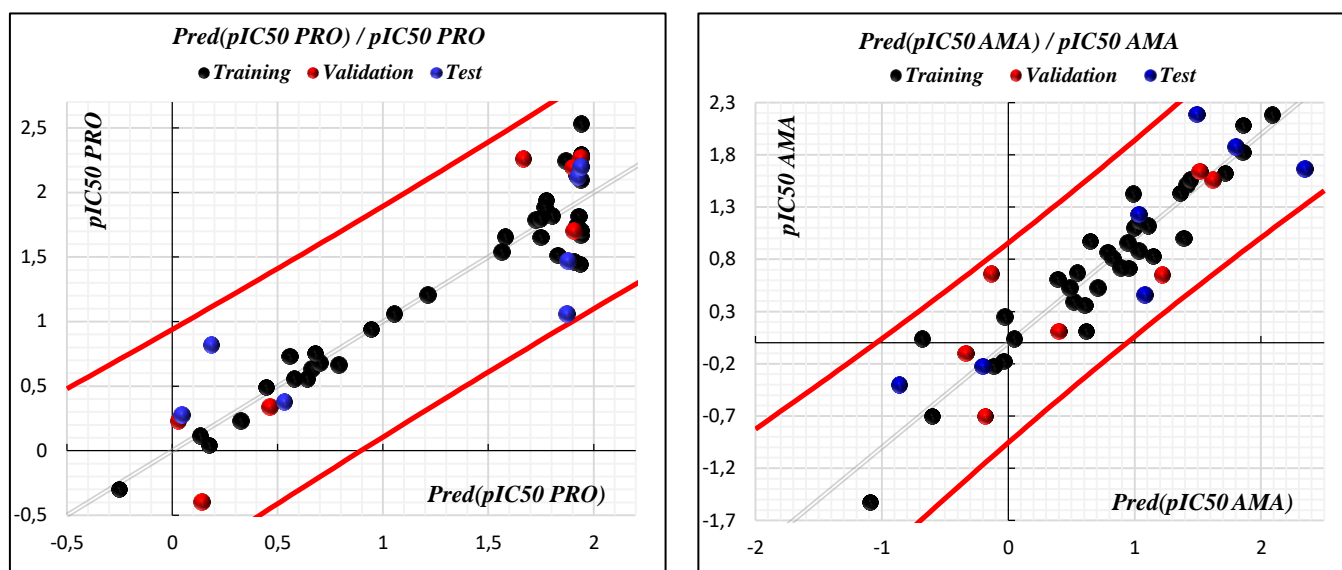 Pred(pIC50 PRO) / pIC50 PRO
Training Validation Test
pIC50 PRO
2,5
2
1,5
1
0,5
0
-0,5
Pred(pIC50 PRO)
-0,5 0 0,5 1 1,5 2
Pred(pIC50 AMA) / pIC50 AMA
Training Validation Test
pIC50 AMA
2,3
1,8
1,3
0,8
0,3
-0,2
-0,7
-1,2
-1,7
Pred(pIC50 AMA)
-2 -1 0 1 2